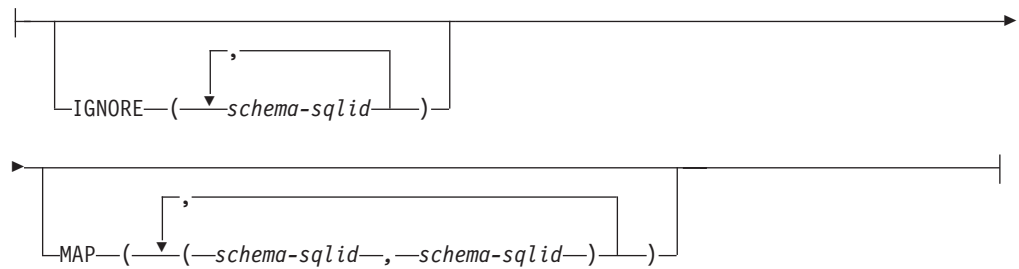 ,
IGNORE ( schema-sqlid )
,
MAP ( ( schema-sqlid , schema-sqlid ) )